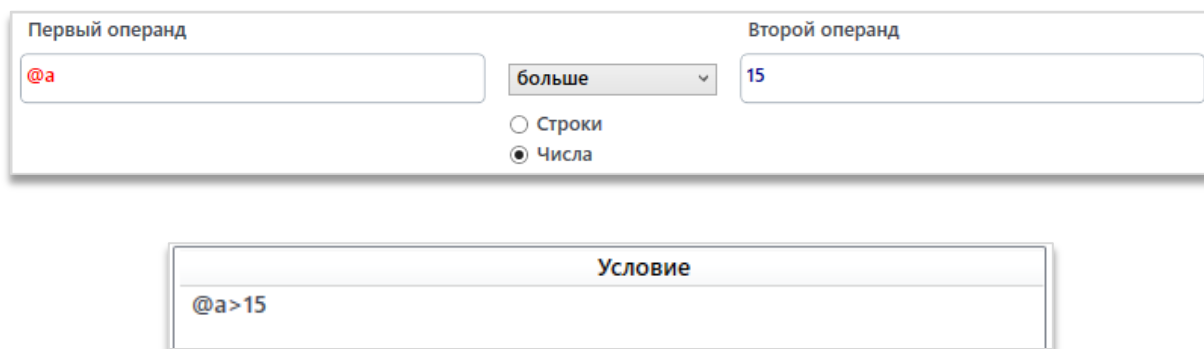 Первый операнд Второй операнд
@a больше 15
Строки
Числа
Условие
@a>15